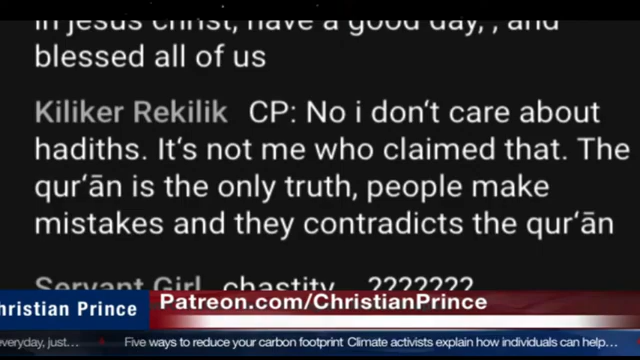 in jesus christ, have a good day, , and
blessed all of us
Kiliker Rekilik CP: No i don‘t care about
hadiths. It‘s not me who claimed that. The
qur‘ān is the only truth, people make
mistakes and they contradicts the qur‘ān
Servant Girl chastity ???????
Christian Prince
Patreon.com/ChristianPrince
everyday, just... Five ways to reduce your carbon footprint Climate activists explain how individuals can help...